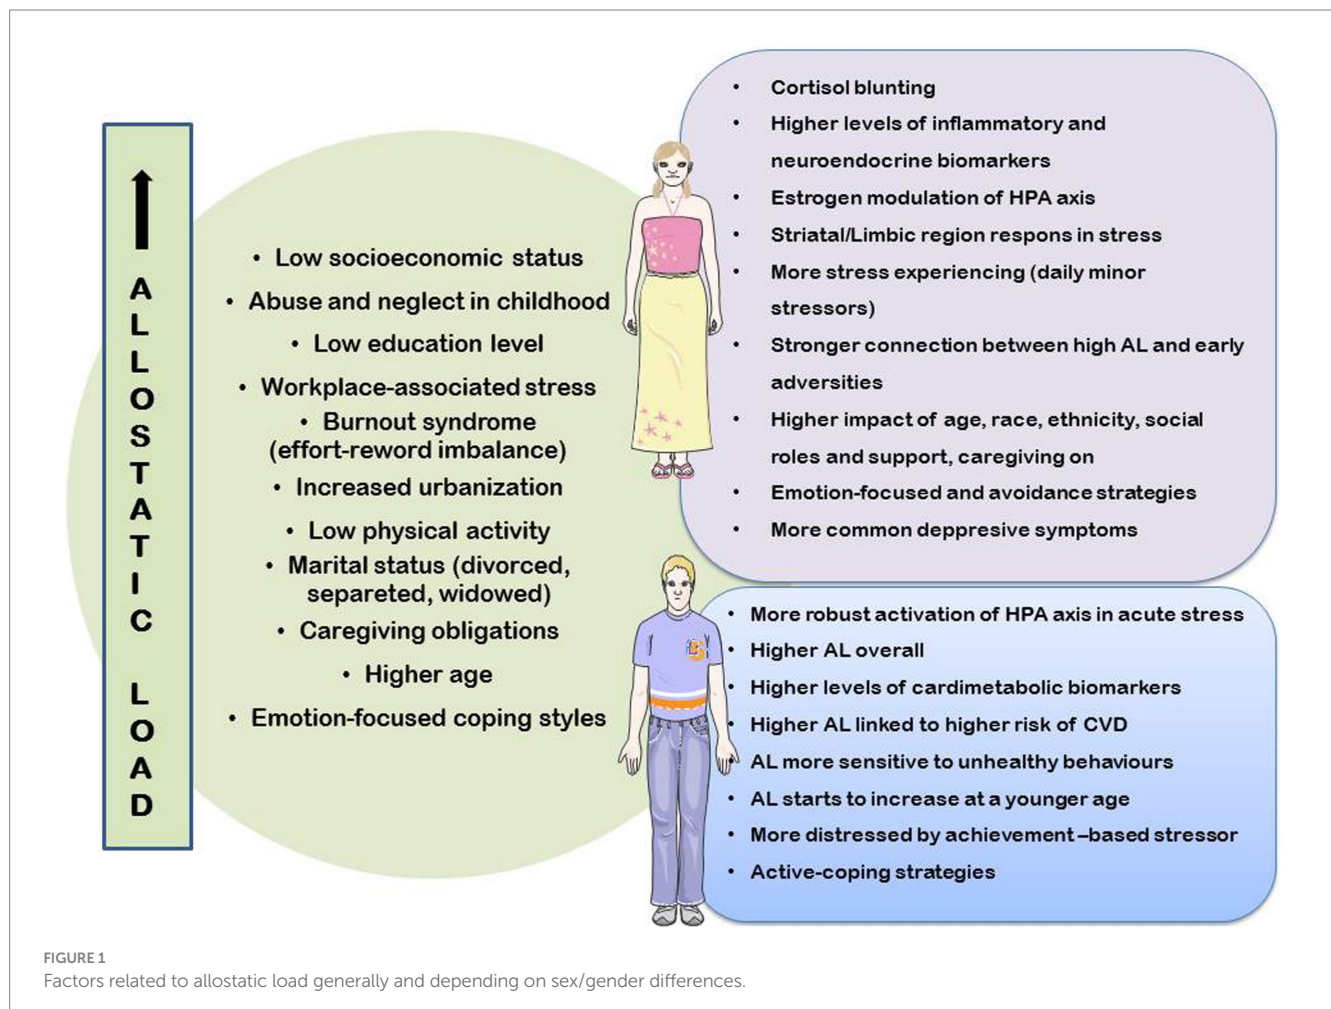 ALLOSTATIC LOAD
• Low socioeconomic status
• Abuse and neglect in childhood
• Low education level
• Workplace-associated stress
• Burnout syndrome
(effort-reword imbalance)
• Increased urbanization
• Low physical activity
• Marital status (divorced,
separeted, widowed)
• Caregiving obligations
• Higher age
• Emotion-focused coping styles
• Cortisol blunting
• Higher levels of inflammatory and
neuroendocrine biomarkers
• Estrogen modulation of HPA axis
• Striatal/Limbic region respons in stress
• More stress experiencing (daily minor
stressors)
• Stronger connection between high AL and early
adversities
• Higher impact of age, race, ethnicity, social
roles and support, caregiving on
• Emotion-focused and avoidance strategies
• More common deppresive symptoms
• More robust activation of HPA axis in acute stress
• Higher AL overall
• Higher levels of cardimetabolic biomarkers
• Higher AL linked to higher risk of CVD
• AL more sensitive to unhealthy behaviours
• AL starts to increase at a younger age
• More distressed by achievement –based stressor
• Active-coping strategies
FIGURE 1
Factors related to allostatic load generally and depending on sex/gender differences.